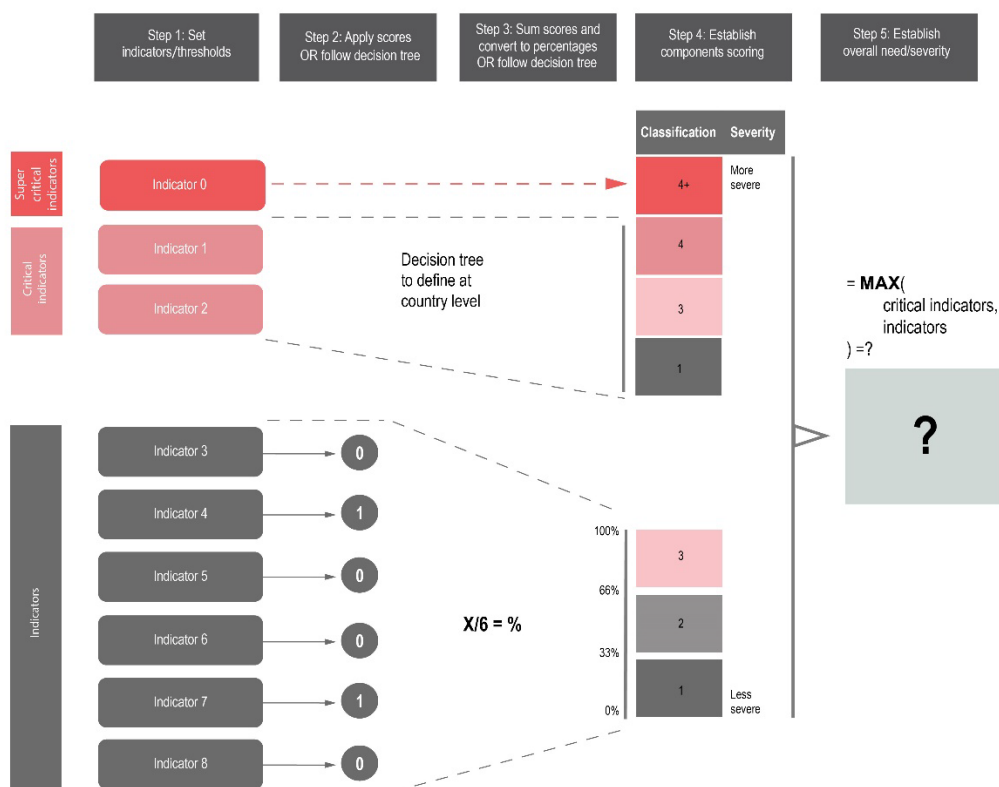 Step 1: Set
indicators/thresholds
Step 2: Apply scores
OR follow decision tree
Step 3: Sum scores and
convert to percentages
OR follow decision tree
Step 4: Establish
components scoring
Step 5: Establish
overall need/severity
Classification Severity
Super
critical
indicators
Indicator 0
4+
More
severe
Critical
indicators
Indicator 1
Indicator 2
Decision tree
to define at
country level
4
3
1
= MAX(
critical indicators,
indicators
) =?
?
Indicators
Indicator 3
0
Indicator 4
1
Indicator 5
0
Indicator 6
0
Indicator 7
1
Indicator 8
0
X/6 = %
100%
66%
33%
0%
3
2
1
Less
severe